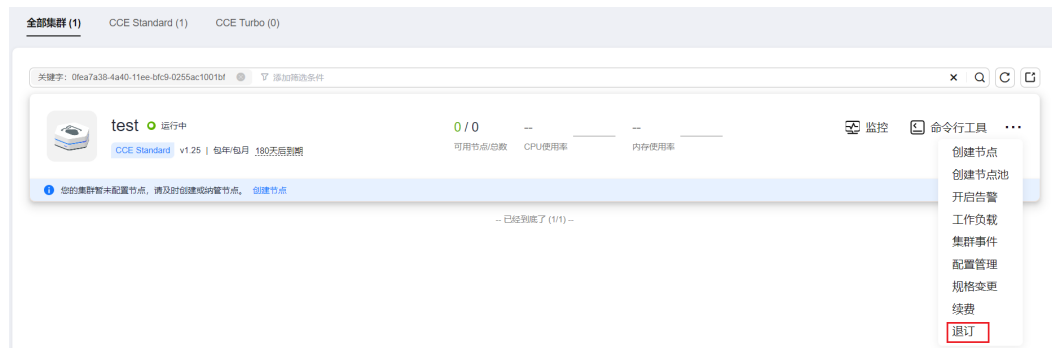 全部集群 (1) CCE Standard (1) CCE Turbo (0)
关键字: 0fea7a38-4a40-11ee-bfc9-0255ac1001bf 添加筛选条件
test 运行中 0 / 0 -- -- 监控 命令行工具 ...
CCE Standard v1.25 | 包年/包月 180天后到期 可用节点/总数 CPU使用率 内存使用率
您的集群暂未配置节点，请及时创建或纳管节点。 创建节点
-- 已经到底了 (1/1) --
创建节点
创建节点池
开启告警
工作负载
集群事件
配置管理
规格变更
续费
退订